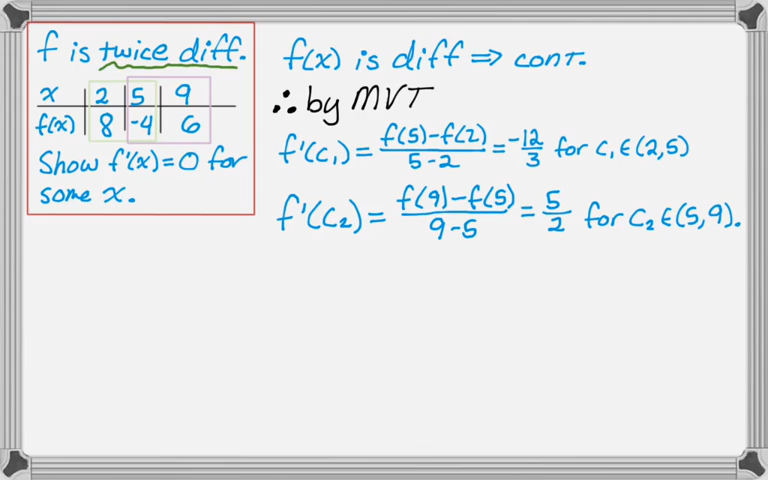 f is twice diff.
x 2 5 9
f(x) 8 -4 6
Show f'(x)=0 for
some x.
f(x) is diff ⇒ cont.
∴ by MVT
f'(c₁) = f(5)-f(2) / 5-2 = -12/3 for c₁∈(2,5)
f'(c₂) = f(9)-f(5) / 9-5 = 5/2 for c₂∈(5,9).